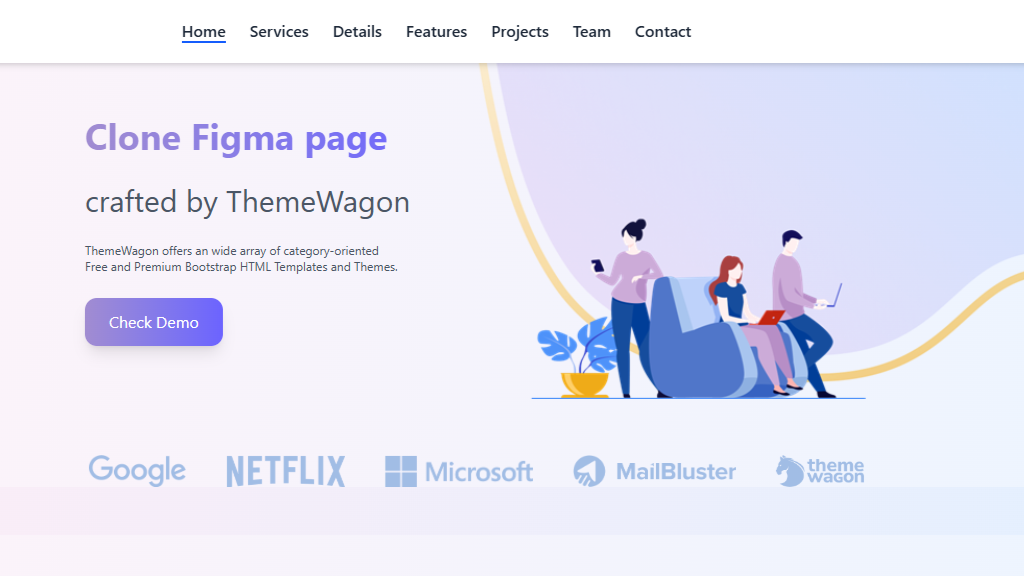 Home Services Details Features Projects Team Contact
Clone Figma page
crafted by ThemeWagon
ThemeWagon offers an wide array of category-oriented
Free and Premium Bootstrap HTML Templates and Themes.
Check Demo
Google NETFLIX Microsoft MailBluster theme wagon